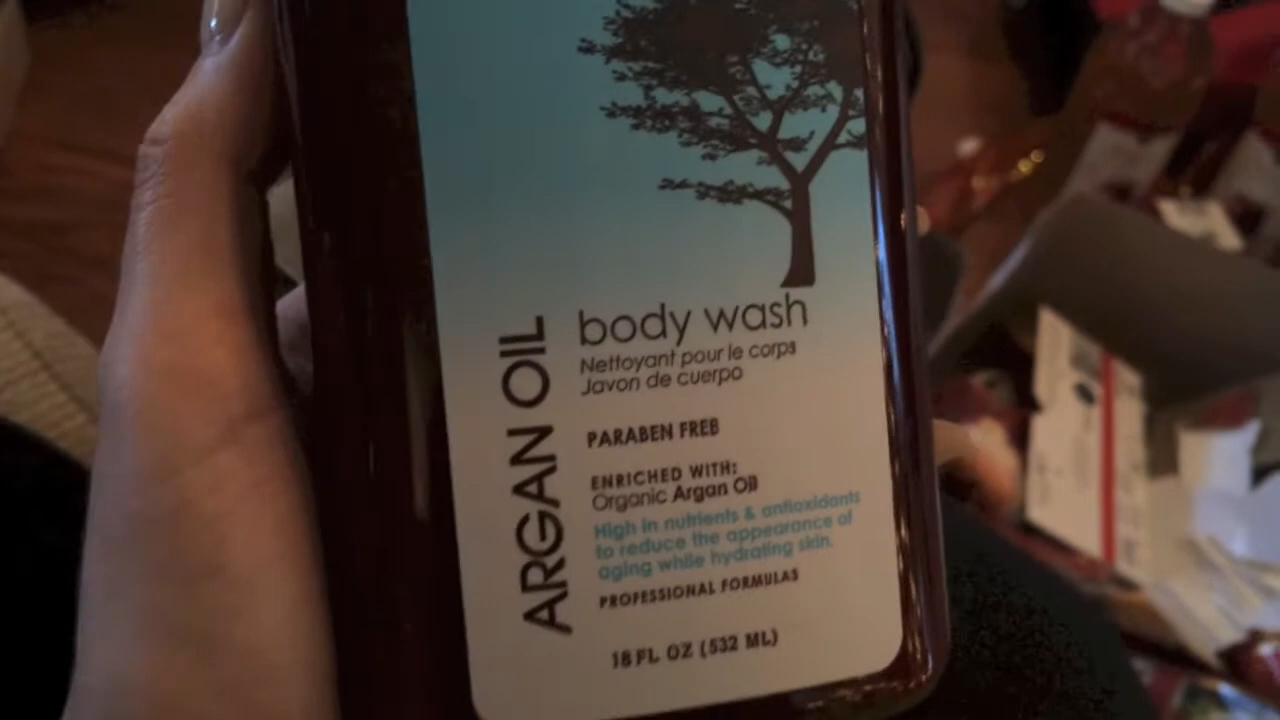 ARGAN OIL
body wash
Nettoyant pour le corps
Javon de cuerpo
PARABEN FREE
ENRICHED WITH:
Organic Argan Oil
High in nutrients & antioxidants
to reduce the appearance of
aging while hydrating skin.
PROFESSIONAL FORMULAS
18 FL OZ (532 ML)